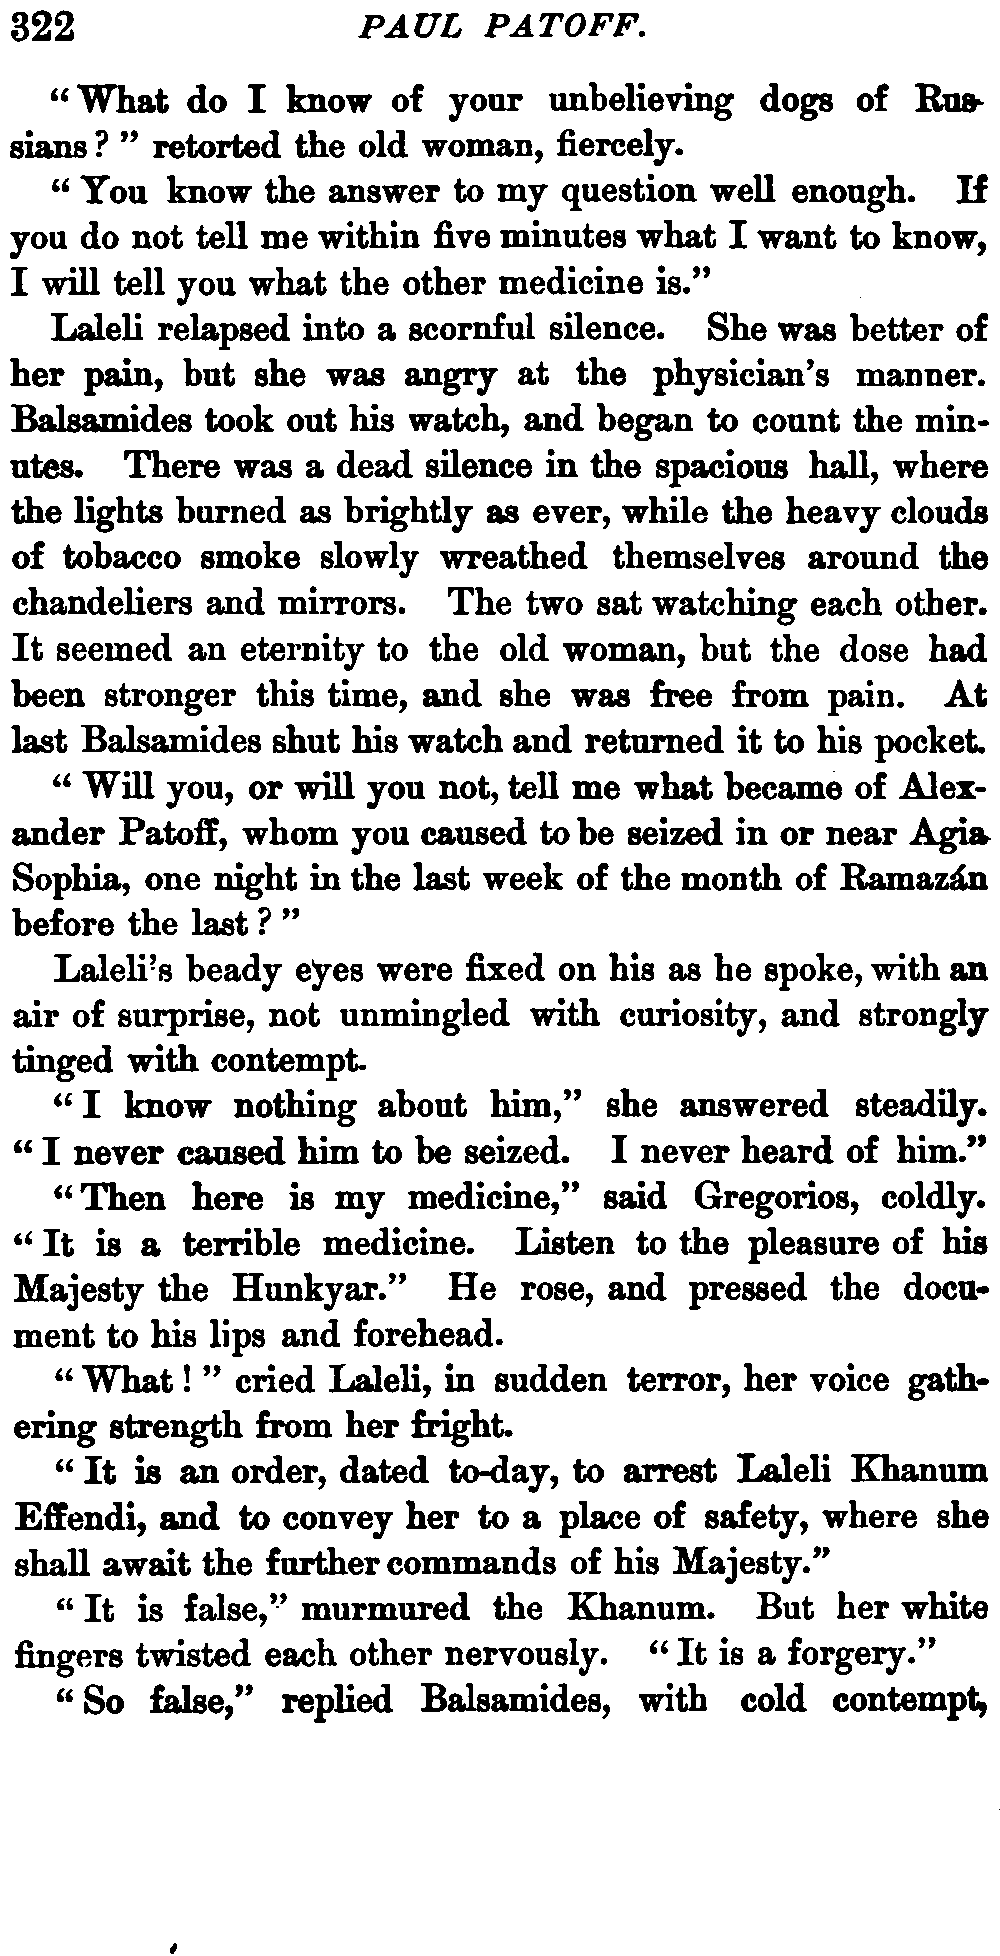 322 PAUL PATOFF.
“What do I know of your unbelieving dogs of Rus-
sians?” retorted the old woman, fiercely.
“You know the answer to my question well enough. If
you do not tell me within five minutes what I want to know,
I will tell you what the other medicine is.”
Laleli relapsed into a scornful silence. She was better of
her pain, but she was angry at the physician’s manner.
Balsamides took out his watch, and began to count the min-
utes. There was a dead silence in the spacious hall, where
the lights burned as brightly as ever, while the heavy clouds
of tobacco smoke slowly wreathed themselves around the
chandeliers and mirrors. The two sat watching each other.
It seemed an eternity to the old woman, but the dose had
been stronger this time, and she was free from pain. At
last Balsamides shut his watch and returned it to his pocket.
“Will you, or will you not, tell me what became of Alex-
ander Patoff, whom you caused to be seized in or near Agia
Sophia, one night in the last week of the month of Ramazán
before the last?”
Laleli’s beady eyes were fixed on his as he spoke, with an
air of surprise, not unmingled with curiosity, and strongly
tinged with contempt.
“I know nothing about him,” she answered steadily.
“I never caused him to be seized. I never heard of him.”
“Then here is my medicine,” said Gregorios, coldly.
“It is a terrible medicine. Listen to the pleasure of his
Majesty the Hunkyar.” He rose, and pressed the docu-
ment to his lips and forehead.
“What!” cried Laleli, in sudden terror, her voice gath-
ering strength from her fright.
“It is an order, dated to-day, to arrest Laleli Khanum
Effendi, and to convey her to a place of safety, where she
shall await the further commands of his Majesty.”
“It is false,” murmured the Khanum. But her white
fingers twisted each other nervously. “It is a forgery.”
“So false,” replied Balsamides, with cold contempt,